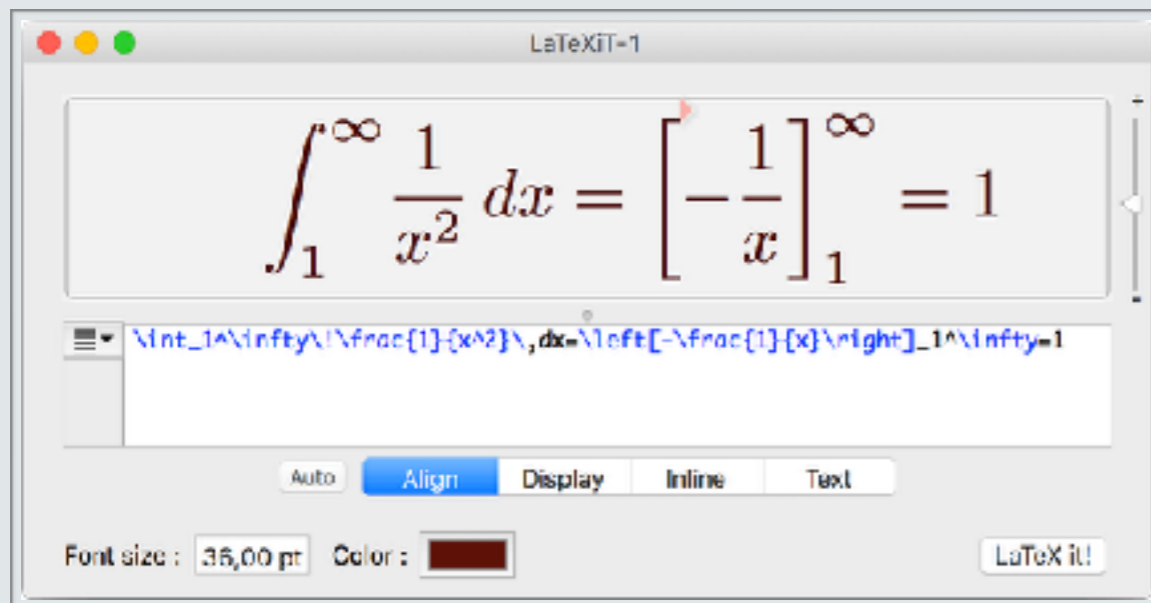 LaTeXiT-1
∫₁^∞ 1/x² dx = [−1/x]₁^∞ = 1
+
-
\int_1^\infty\!\frac{1}{x^2}\,dx=\left[-\frac{1}{x}\right]_1^\infty=1
Auto Align Display Inline Text
Font size : 36,00 pt Color : LaTeX it!